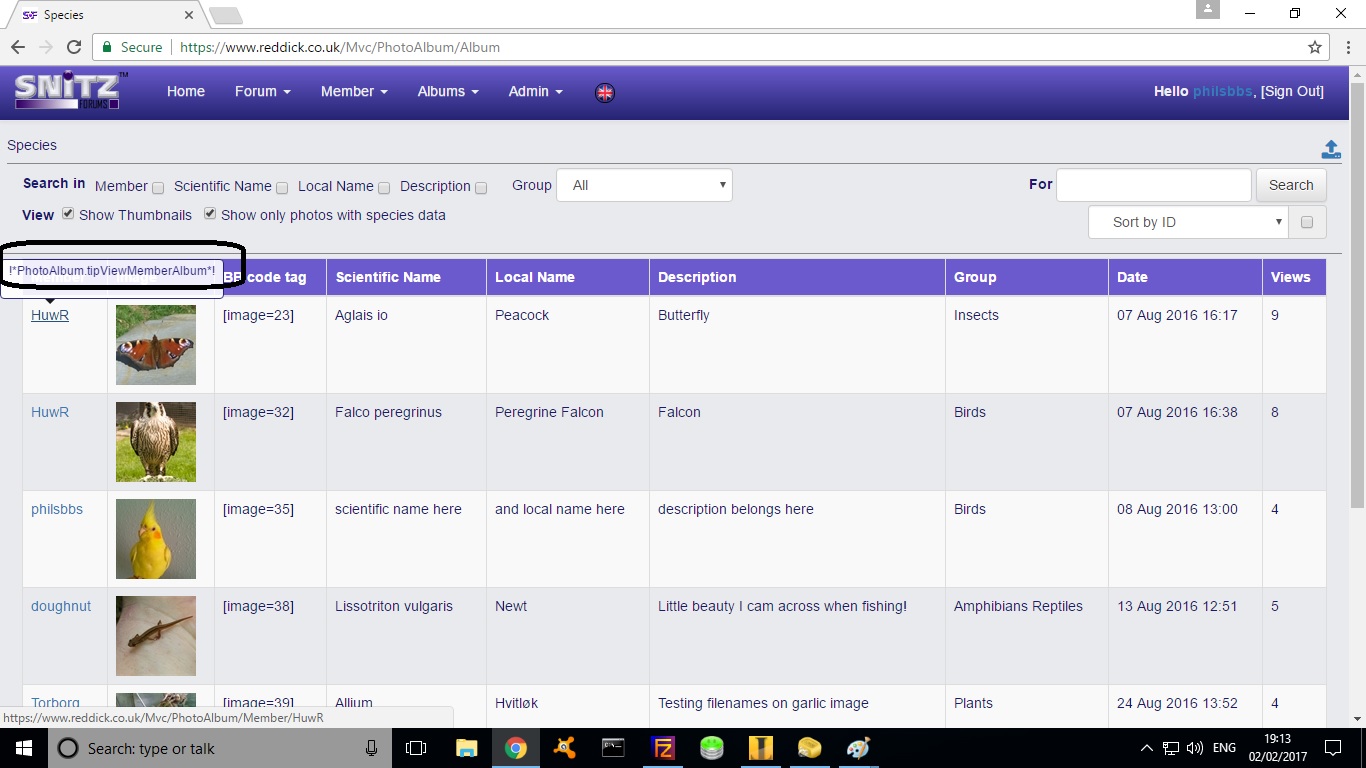 S+F Species
Secure https://www.reddick.co.uk/Mvc/PhotoAlbum/Album
SNiTZ™ FORUMS Home Forum Member Albums Admin Hello philsbbs, [Sign Out]
Species
Search in Member Scientific Name Local Name Description Group All For Search
View Show Thumbnails Show only photos with species data Sort by ID
!*PhotoAlbum.tipViewMemberAlbum*! code tag Scientific Name Local Name Description Group Date Views
HuwR [image=23] Aglais io Peacock Butterfly Insects 07 Aug 2016 16:17 9
HuwR [image=32] Falco peregrinus Peregrine Falcon Falcon Birds 07 Aug 2016 16:38 8
philsbbs [image=35] scientific name here and local name here description belongs here Birds 08 Aug 2016 13:00 4
doughnut [image=38] Lissotriton vulgaris Newt Little beauty I cam across when fishing! Amphibians Reptiles 13 Aug 2016 12:51 5
Torborg [image=39] Allium Hvitløk Testing filenames on garlic image Plants 24 Aug 2016 13:52 4
https://www.reddick.co.uk/Mvc/PhotoAlbum/Member/HuwR
Search: type or talk ENG 19:13
02/02/2017